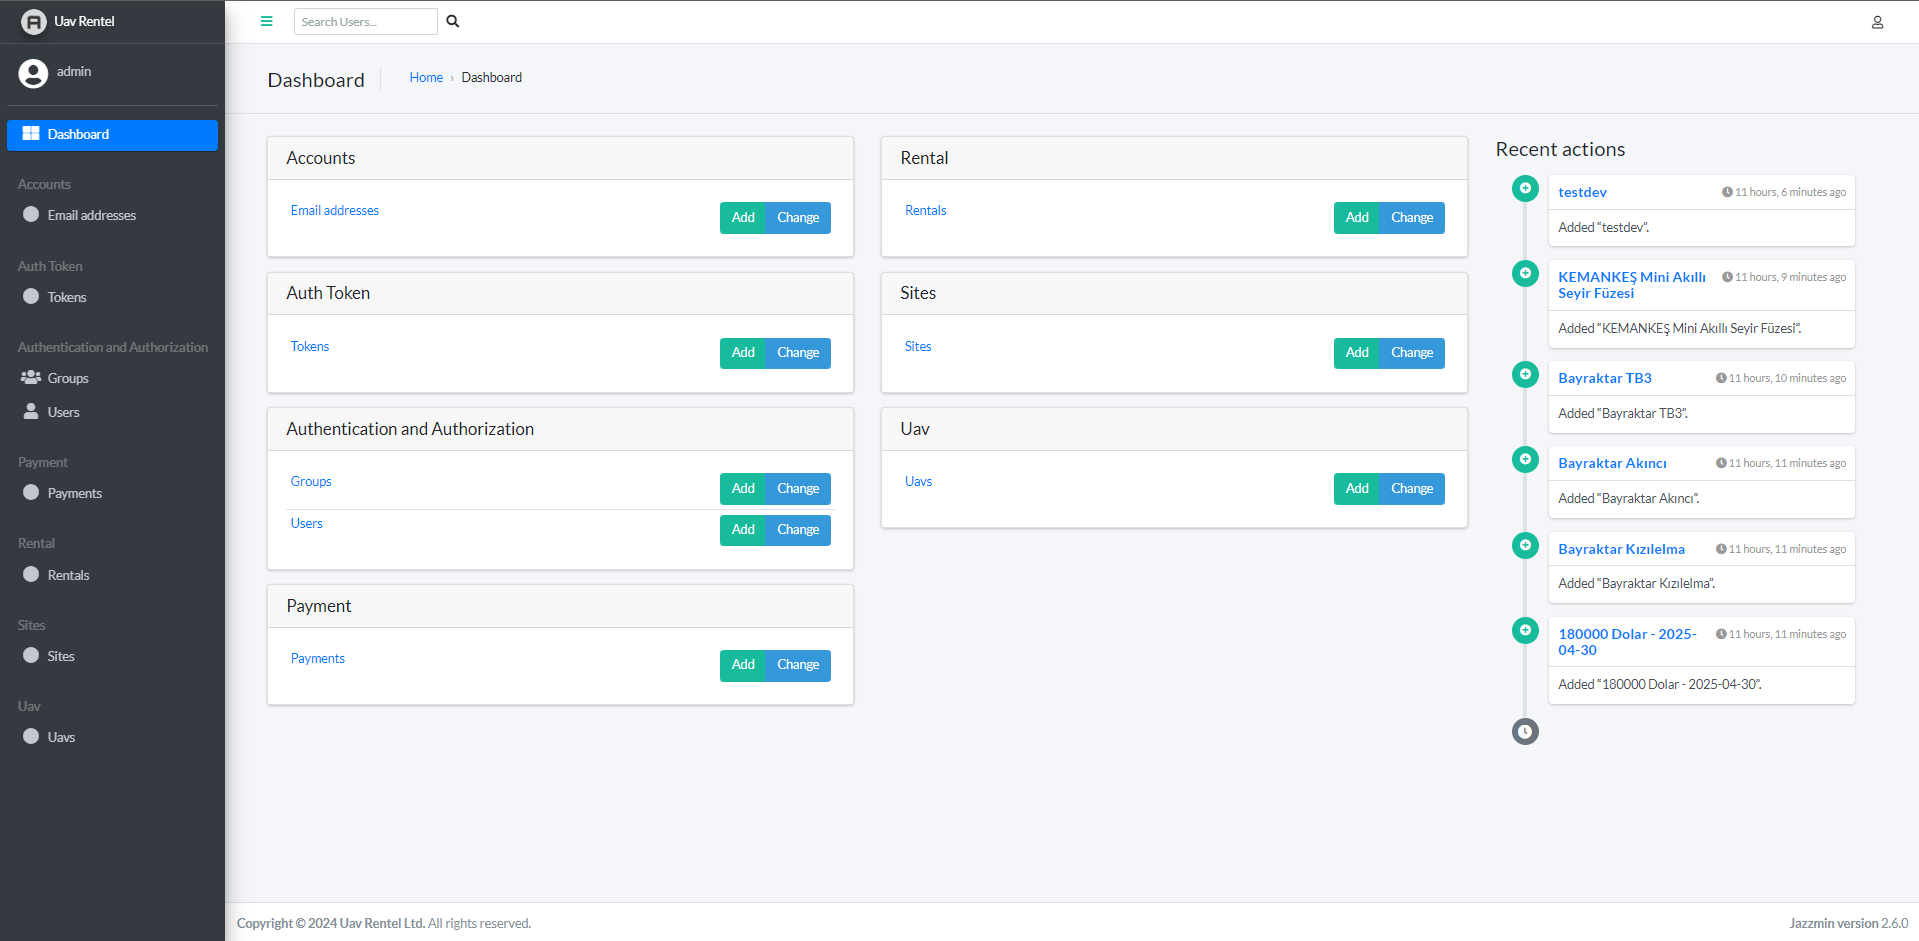 Uav Rentel
admin
Dashboard
Accounts
Email addresses
Auth Token
Tokens
Authentication and Authorization
Groups
Users
Payment
Payments
Rental
Rentals
Sites
Sites
Uav
Uavs
Search Users...
Dashboard
Home › Dashboard
Accounts
Email addresses Add Change
Auth Token
Tokens Add Change
Authentication and Authorization
Groups Add Change
Users Add Change
Payment
Payments Add Change
Rental
Rentals Add Change
Sites
Sites Add Change
Uav
Uavs Add Change
Recent actions
testdev 11 hours, 6 minutes ago
Added “testdev”.
KEMANKEŞ Mini Akıllı 11 hours, 9 minutes ago
Seyir Füzesi
Added “KEMANKEŞ Mini Akıllı Seyir Füzesi”.
Bayraktar TB3 11 hours, 10 minutes ago
Added “Bayraktar TB3”.
Bayraktar Akıncı 11 hours, 11 minutes ago
Added “Bayraktar Akıncı”.
Bayraktar Kızılelma 11 hours, 11 minutes ago
Added “Bayraktar Kızılelma”.
180000 Dolar - 2025- 11 hours, 11 minutes ago
04-30
Added “180000 Dolar - 2025-04-30”.
Copyright © 2024 Uav Rentel Ltd. All rights reserved.
Jazzmin version 2.6.0